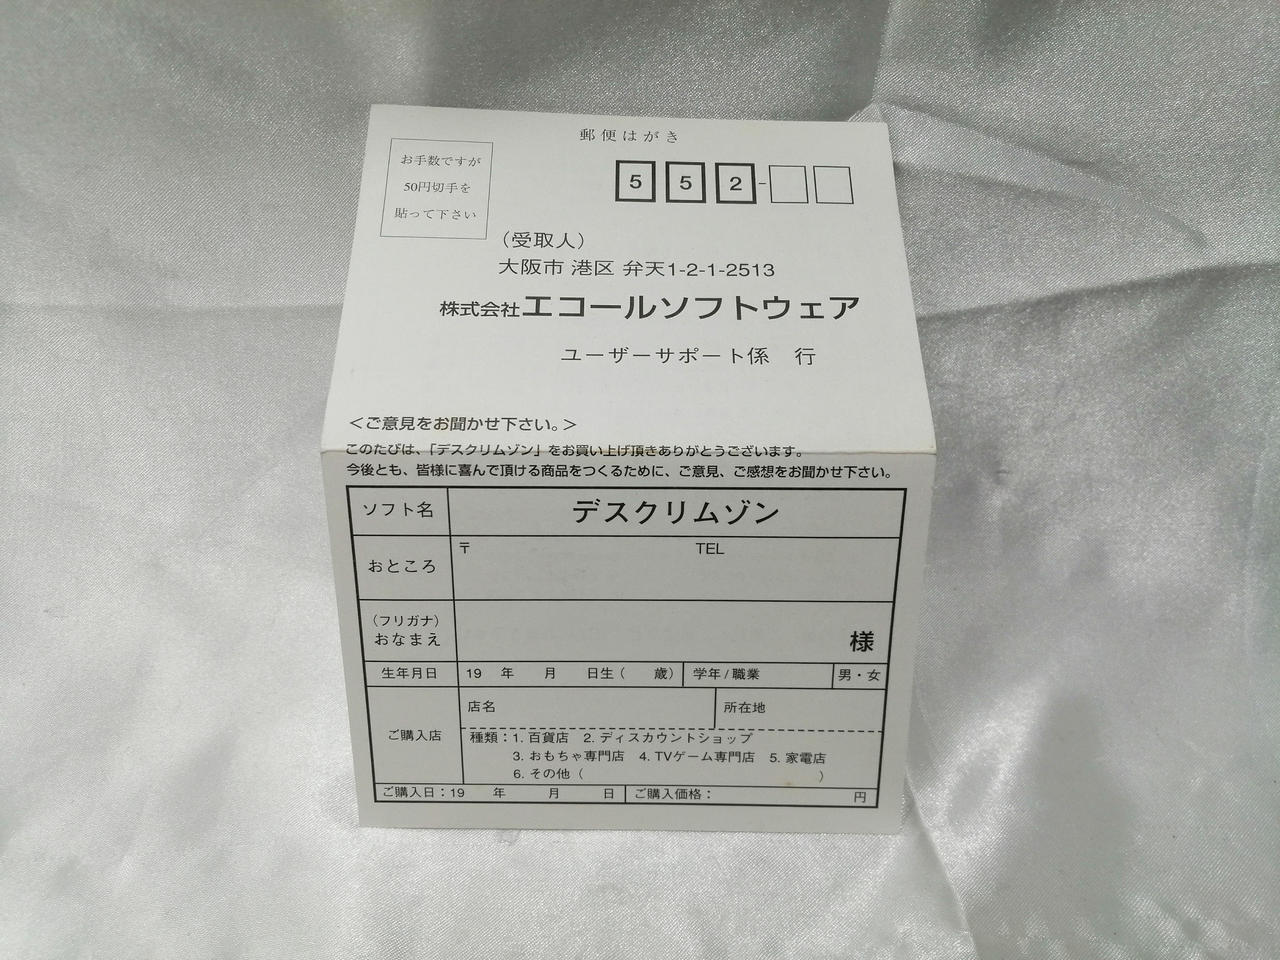 郵便はがき
お手数ですが
50円切手を
貼って下さい
552-
（受取人）
大阪市 港区 弁天1-2-1-2513
株式会社エコールソフトウェア
ユーザーサポート係 行
＜ご意見をお聞かせ下さい。＞
このたびは、「デスクリムゾン」をお買い上げ頂きありがとうございます。
今後とも、皆様に喜んで頂ける商品をつくるために、ご意見、ご感想をお聞かせ下さい。
ソフト名 デスクリムゾン
おところ 〒 TEL
（フリガナ）
おなまえ 様
生年月日 19 年 月 日生（ 歳） 学年 / 職業 男・女
ご購入店 店名 所在地
種類：1. 百貨店 2. ディスカウントショップ
3. おもちゃ専門店 4. TVゲーム専門店 5. 家電店
6. その他（ ）
ご購入日：19 年 月 日 ご購入価格： 円